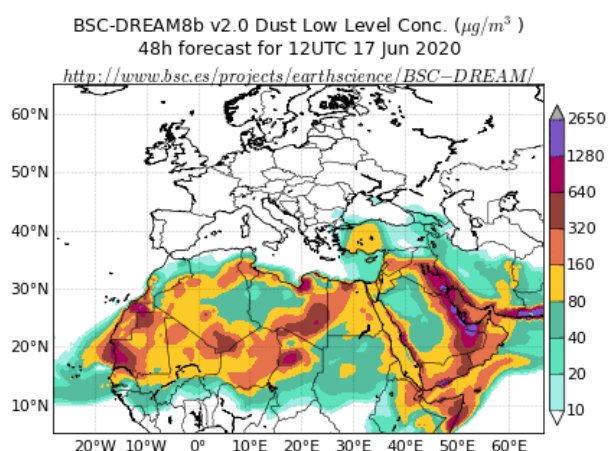 BSC-DREAM8b v2.0 Dust Low Level Conc. (μg/m³ )
48h forecast for 12UTC 17 Jun 2020
http://www.bsc.es/projects/earthscience/BSC−DREAM/
60°N
50°N
40°N
30°N
20°N
10°N
20°W
10°W
0°
10°E
20°E
30°E
40°E
50°E
60°E
2650
1280
640
320
160
80
40
20
10